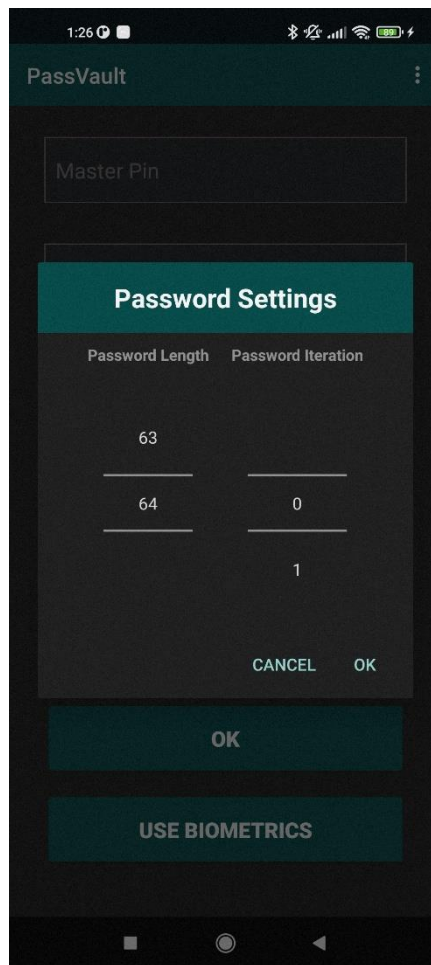 1:26 89
PassVault
Master Pin
Password Settings
Password Length Password Iteration
63
64 0
1
CANCEL OK
OK
USE BIOMETRICS